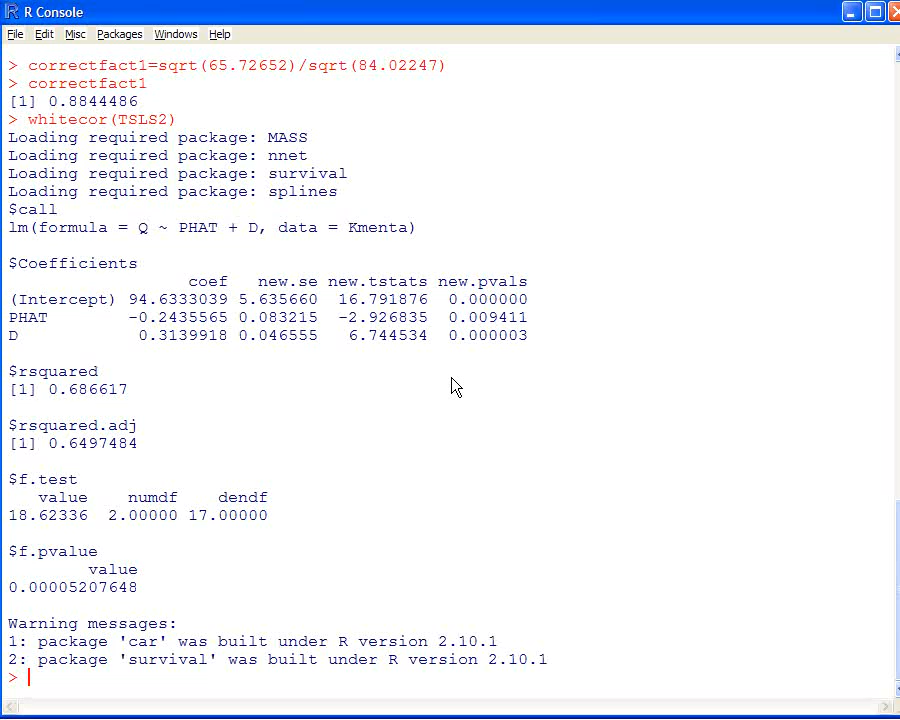 R Console
File Edit Misc Packages Windows Help
> correctfact1=sqrt(65.72652)/sqrt(84.02247)
> correctfact1
[1] 0.8844486
> whitecor(TSLS2)
Loading required package: MASS
Loading required package: nnet
Loading required package: survival
Loading required package: splines
$call
lm(formula = Q ~ PHAT + D, data = Kmenta)
$Coefficients
coef new.se new.tstats new.pvals
(Intercept) 94.6333039 5.635660 16.791876 0.000000
PHAT -0.2435565 0.083215 -2.926835 0.009411
D 0.3139918 0.046555 6.744534 0.000003
$rsquared
[1] 0.686617
$rsquared.adj
[1] 0.6497484
$f.test
value numdf dendf
18.62336 2.00000 17.00000
$f.pvalue
value
0.00005207648
Warning messages:
1: package 'car' was built under R version 2.10.1
2: package 'survival' was built under R version 2.10.1
>